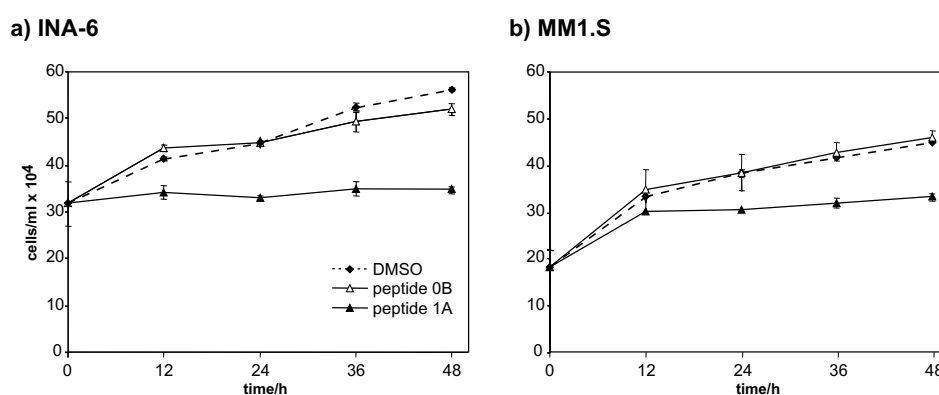 a) INA-6
b) MM1.S
cells/ml x 10⁴
60
50
40
30
20
10
0
0 12 24 36 48
time/h
DMSO
peptide 0B
peptide 1A
60
50
40
30
20
10
0
0 12 24 36 48
time/h